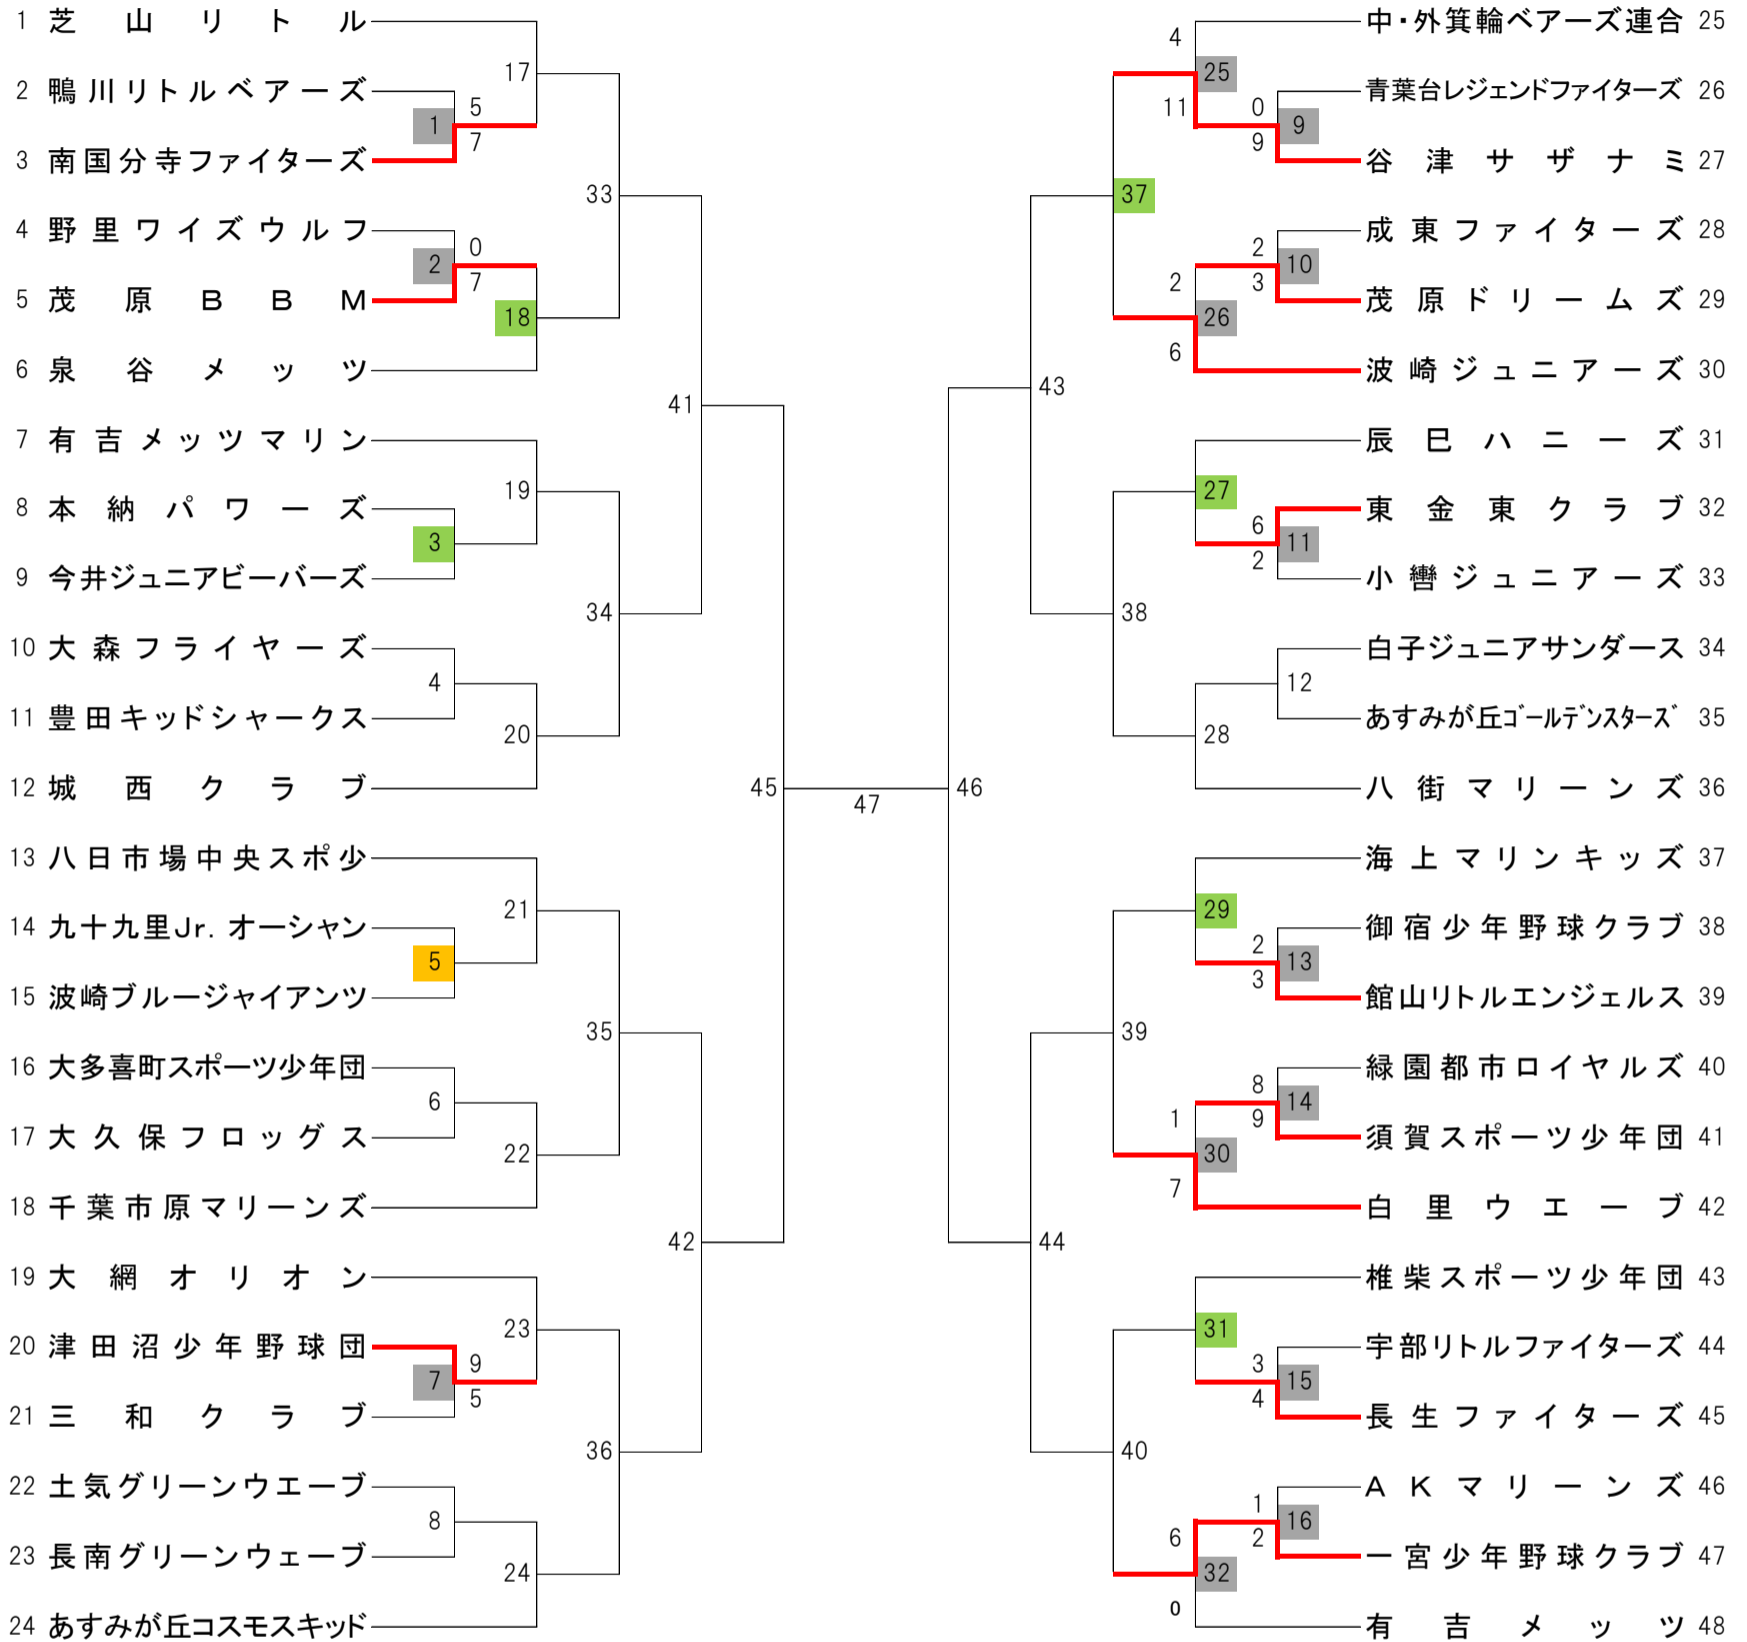 1 芝山リトル
2 鴨川リトルベアーズ
3 南国分寺ファイターズ
4 野里ワイズウルフ
5 茂原BBM
6 泉谷メッツ
7 有吉メッツマリン
8 本納パワーズ
9 今井ジュニアビーバーズ
10 大森フライヤーズ
11 豊田キッドシャークス
12 城西クラブ
13 八日市場中央スポ少
14 九十九里Jr. オーシャン
15 波崎ブルージャイアンツ
16 大多喜町スポーツ少年団
17 大久保フロッグス
18 千葉市原マリーンズ
19 大網オリオン
20 津田沼少年野球団
21 三和クラブ
22 土気グリーンウエーブ
23 長南グリーンウェーブ
24 あすみが丘コスモスキッド
1
5
7
2
0
7
3
4
5
6
7
9
5
8
17
18
19
20
21
22
23
24
33
34
35
36
41
42
45
47
46
43
44
37
38
39
40
4
25
11
2
26
6
27
28
29
1
30
7
31
6
32
0
0
9
9
2
10
3
6
11
2
12
2
13
3
8
14
9
3
15
4
1
16
2
中・外箕輪ベアーズ連合 25
青葉台レジェンドファイターズ 26
谷津サザナミ 27
成東ファイターズ 28
茂原ドリームズ 29
波崎ジュニアーズ 30
辰巳ハニーズ 31
東金東クラブ 32
小轡ジュニアーズ 33
白子ジュニアサンダース 34
あすみが丘ｺﾞｰﾙﾃﾞﾝｽﾀｰｽﾞ 35
八街マリーンズ 36
海上マリンキッズ 37
御宿少年野球クラブ 38
館山リトルエンジェルス 39
緑園都市ロイヤルズ 40
須賀スポーツ少年団 41
白里ウエーブ 42
椎柴スポーツ少年団 43
宇部リトルファイターズ 44
長生ファイターズ 45
AKマリーンズ 46
一宮少年野球クラブ 47
有吉メッツ 48